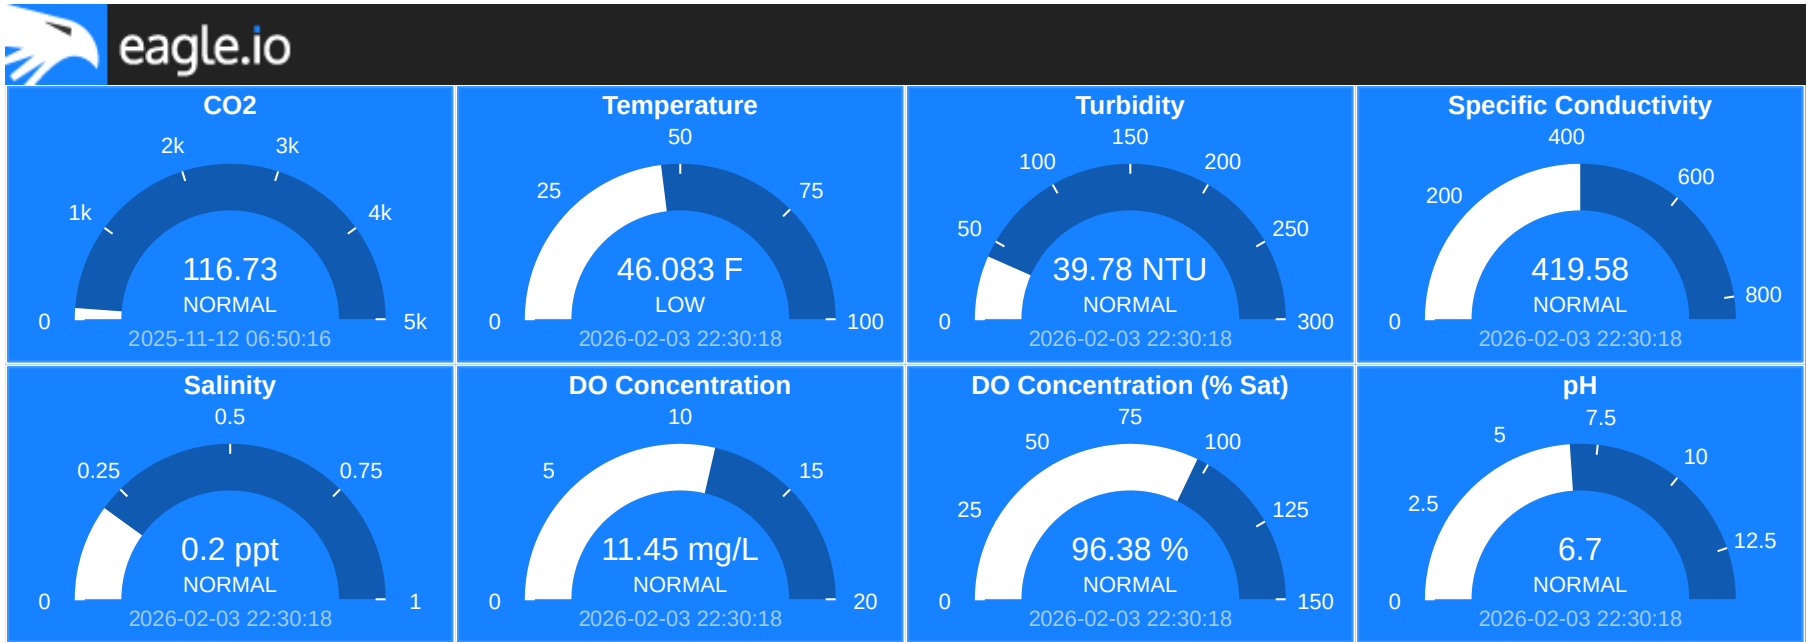 eagle.io
CO2
0
1k
2k
3k
4k
5k
116.73
NORMAL
2025-11-12 06:50:16
Temperature
0
25
50
75
100
46.083 F
LOW
2026-02-03 22:30:18
Turbidity
0
50
100
150
200
250
300
39.78 NTU
NORMAL
2026-02-03 22:30:18
Specific Conductivity
0
200
400
600
800
419.58
NORMAL
2026-02-03 22:30:18
Salinity
0
0.25
0.5
0.75
1
0.2 ppt
NORMAL
2026-02-03 22:30:18
DO Concentration
0
5
10
15
20
11.45 mg/L
NORMAL
2026-02-03 22:30:18
DO Concentration (% Sat)
0
25
50
75
100
125
150
96.38 %
NORMAL
2026-02-03 22:30:18
pH
0
2.5
5
7.5
10
12.5
6.7
NORMAL
2026-02-03 22:30:18